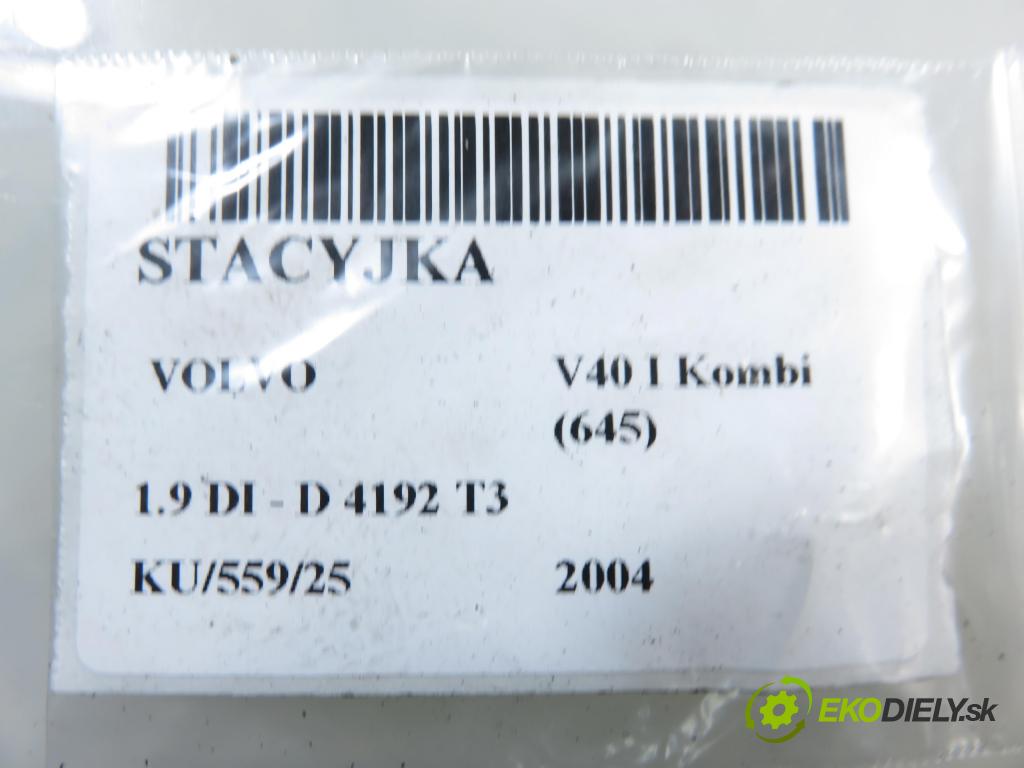 STACYJKA
VOLVO V40 I Kombi
(645)
1.9 DI - D 4192 T3
KU/559/25 2004
EKODIELY.sk